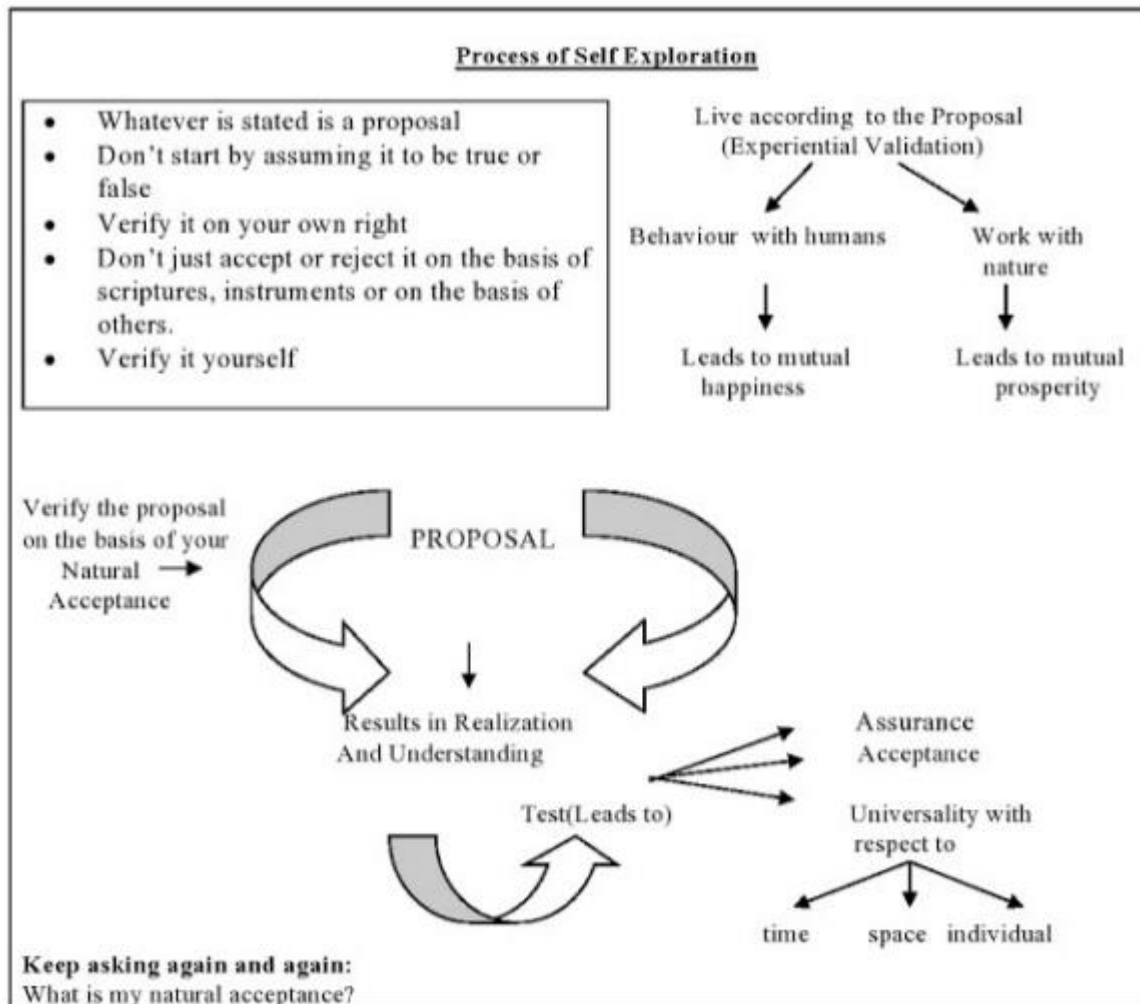 Process of Self Exploration
• Whatever is stated is a proposal
• Don't start by assuming it to be true or
false
• Verify it on your own right
• Don't just accept or reject it on the basis of
scriptures, instruments or on the basis of
others.
• Verify it yourself
Live according to the Proposal
(Experiential Validation)
Behaviour with humans
Work with
nature
Leads to mutual
happiness
Leads to mutual
prosperity
Verify the proposal
on the basis of your
Natural
Acceptance
PROPOSAL
Results in Realization
And Understanding
Test(Leads to)
Assurance
Acceptance
Universality with
respect to
time space individual
Keep asking again and again:
What is my natural acceptance?